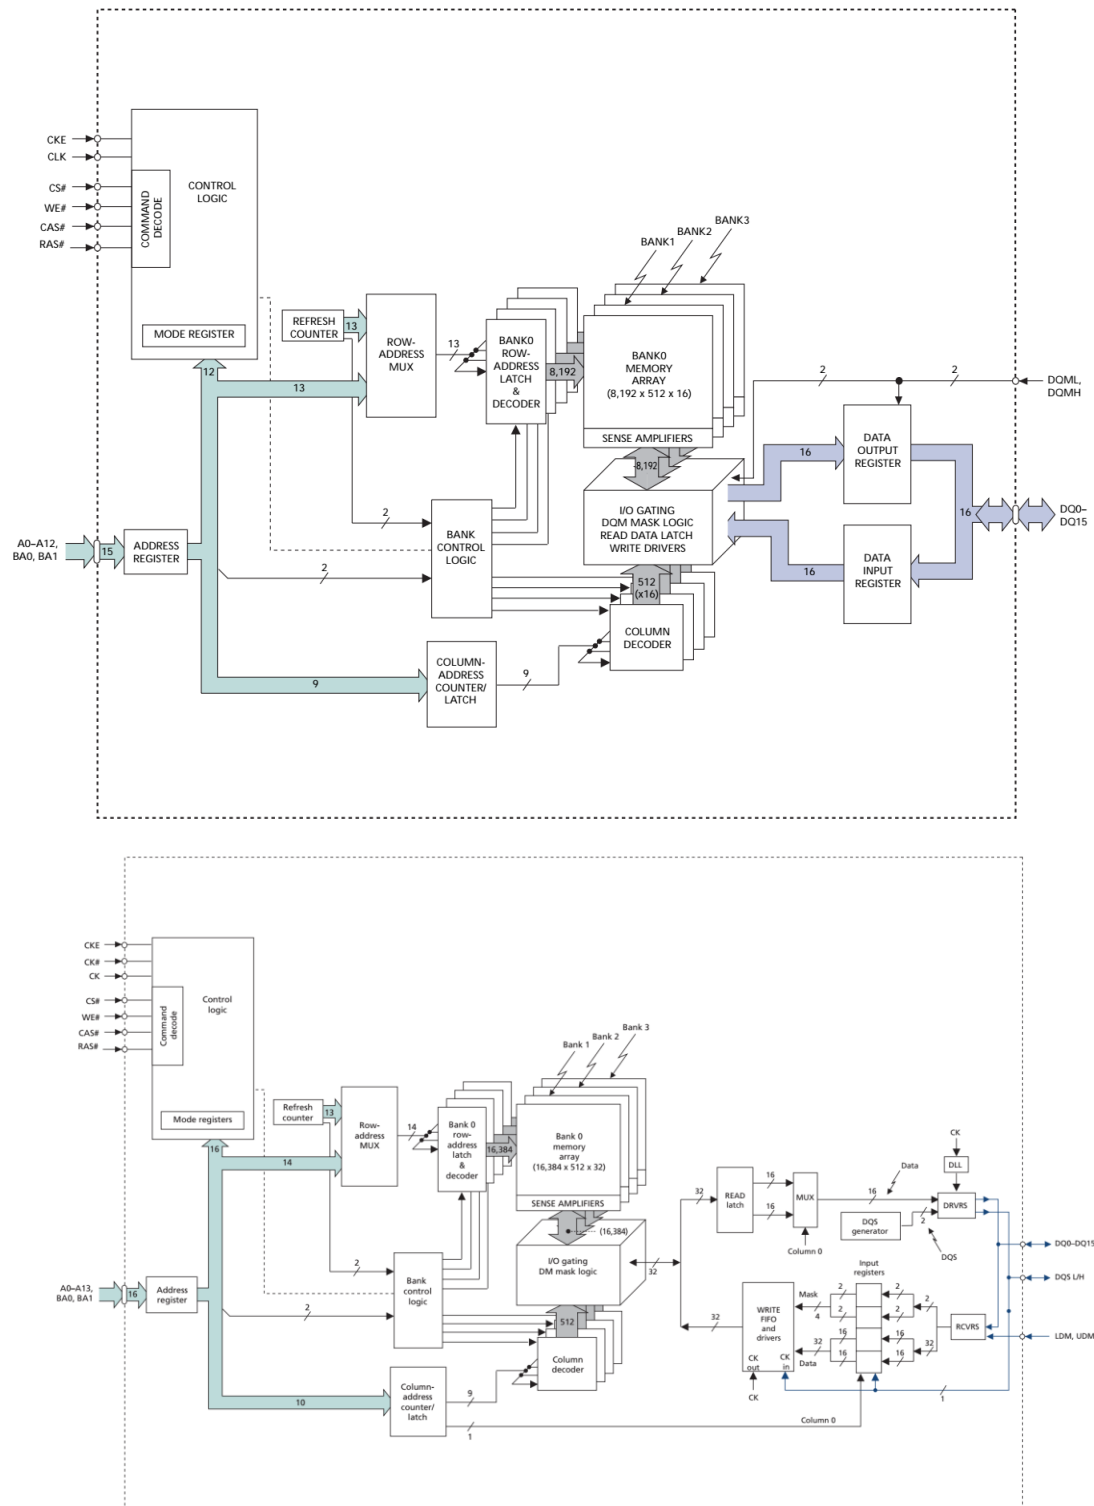 BANK3
BANK2
BANK1
CKE
CLK
CS#
WE#
CAS#
RAS#
COMMAND
DECODE
CONTROL
LOGIC
MODE REGISTER
12
REFRESH
COUNTER
13
ROW-
ADDRESS
MUX
13
13
BANK0
ROW-
ADDRESS
LATCH
&
DECODER
8,192
BANK0
MEMORY
ARRAY
(8,192 x 512 x 16)
SENSE AMPLIFIERS
8,192
2
2
DQML,
DQMH
DATA
OUTPUT
REGISTER
16
16
DQ0–
DQ15
I/O GATING
DQM MASK LOGIC
READ DATA LATCH
WRITE DRIVERS
DATA
INPUT
REGISTER
16
A0–A12,
BA0, BA1
15
ADDRESS
REGISTER
2
2
BANK
CONTROL
LOGIC
512
(x16)
COLUMN
DECODER
9
COLUMN-
ADDRESS
COUNTER/
LATCH
9
CKE
CK#
CK
CS#
WE#
CAS#
RAS#
Command
decode
Control
logic
Mode registers
16
Refresh
counter
13
Row-
address
MUX
14
14
Bank 0
row-
address
latch
&
decoder
16,384
Bank 3
Bank 2
Bank 1
Bank 0
memory
array
(16,384 x 512 x 32)
SENSE AMPLIFIERS
(16,384)
I/O gating
DM mask logic
32
32
READ
latch
16
16
MUX
Column 0
16
Data
DQS
generator
2
DQS
CK
DLL
DRVRS
DQ0–DQ15
DQS L/H
LDM, UDM
Input
registers
RCVRS
2
32
2
2
16
16
2
2
16
16
Mask
4
32
Data
WRITE
FIFO
and
drivers
CK
out
CK
in
CK
32
1
A0–A13,
BA0, BA1
16
Address
register
2
2
Bank
control
logic
512
Column
decoder
10
Column-
address
counter/
latch
9
1
Column 0